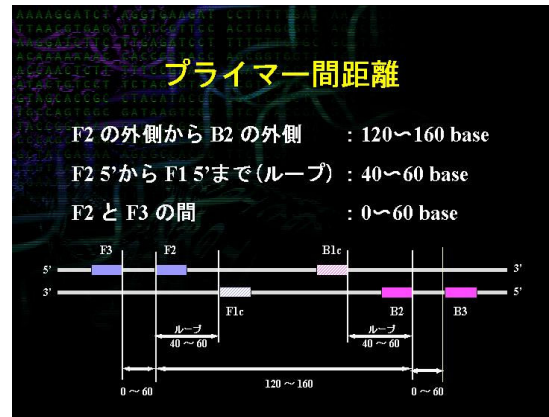 プライマー間距離
F2 の外側から B2 の外側 : 120〜160 base
F2 5’から F1 5’まで(ループ) : 40〜60 base
F2 と F3 の間 : 0〜60 base
F3 F2 B1c
5’ 3’
3’ 5’
F1c B2 B3
ループ ループ
40 〜 60 40 〜 60
120 〜 160
0 〜 60 0 〜 60